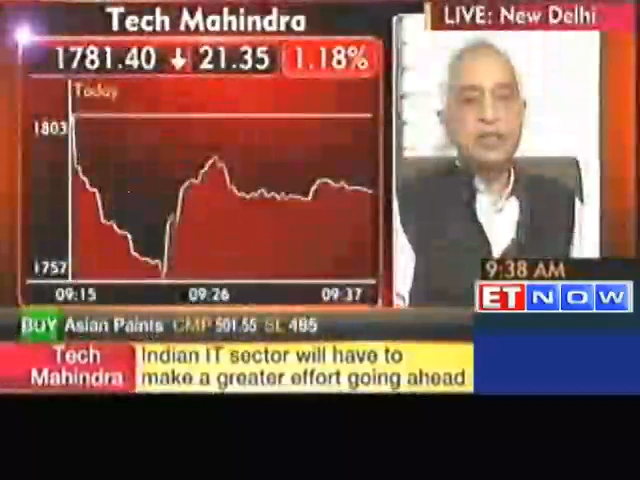 Tech Mahindra
LIVE: New Delhi
1781.40 ↓ 21.35 1.18%
Today
1803
1757
09:15 09:26 09:37
9:38 AM
ET NOW
BUY Asian Paints CMP 501.55 SL 485
Tech Mahindra
Indian IT sector will have to
make a greater effort going ahead